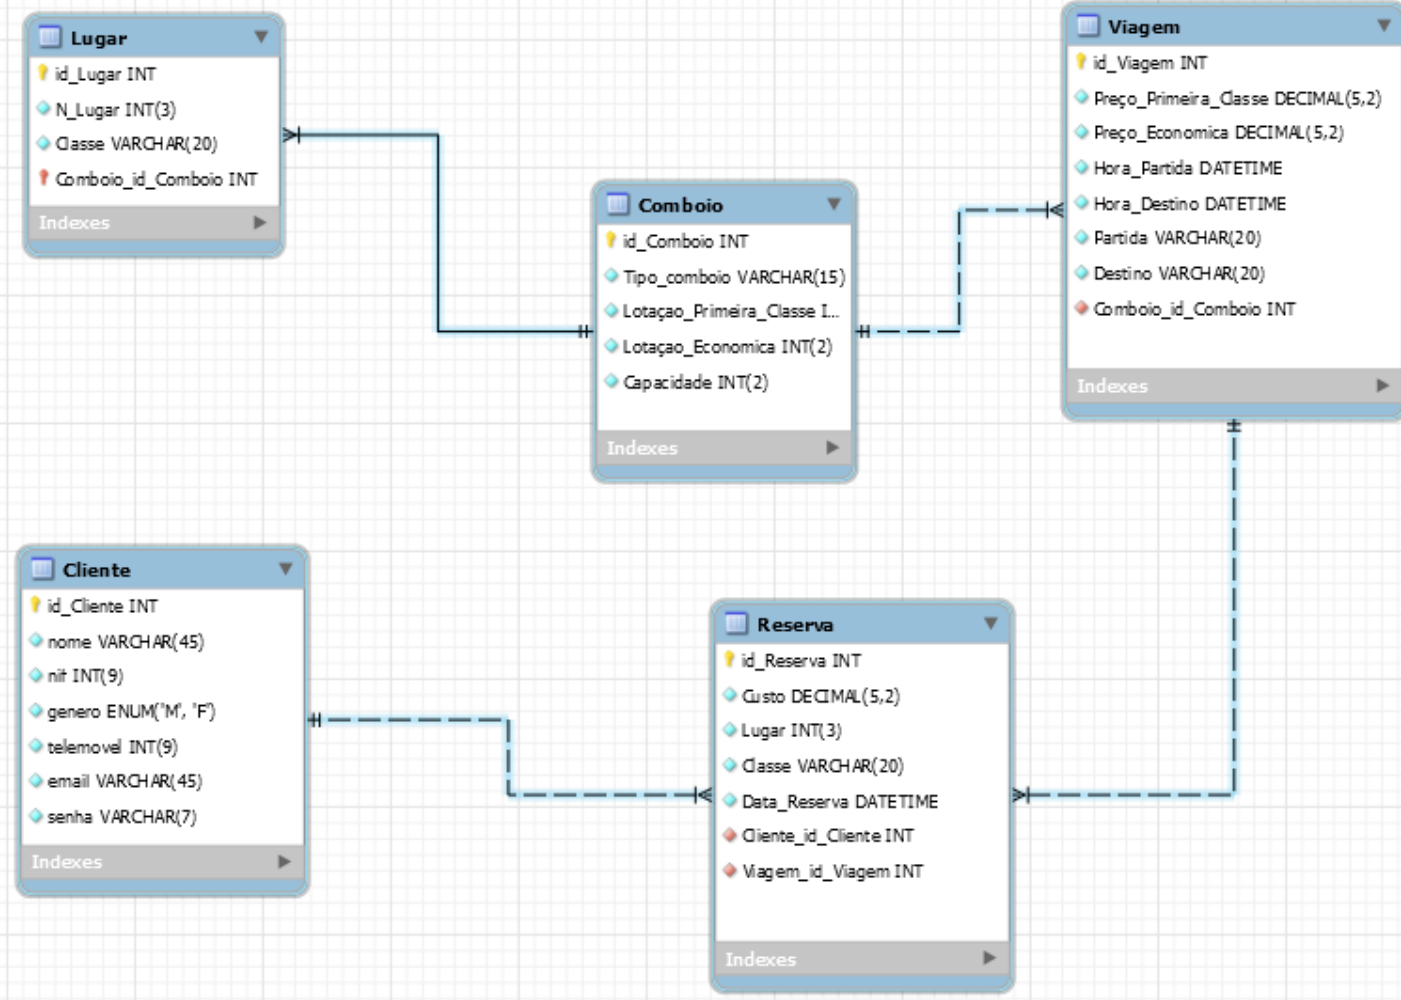 Lugar
id_Lugar INT
N_Lugar INT(3)
Classe VARCHAR(20)
Comboio_id_Comboio INT
Indexes
Comboio
id_Comboio INT
Tipo_comboio VARCHAR(15)
Lotaçao_Primeira_Classe I...
Lotaçao_Economica INT(2)
Capacidade INT(2)
Indexes
Viagem
id_Viagem INT
Preço_Primeira_Classe DECIMAL(5,2)
Preço_Economica DECIMAL(5,2)
Hora_Partida DATETIME
Hora_Destino DATETIME
Partida VARCHAR(20)
Destino VARCHAR(20)
Comboio_id_Comboio INT
Indexes
Cliente
id_Cliente INT
nome VARCHAR(45)
nif INT(9)
genero ENUM('M', 'F')
telemovel INT(9)
email VARCHAR(45)
senha VARCHAR(7)
Indexes
Reserva
id_Reserva INT
Custo DECIMAL(5,2)
Lugar INT(3)
Classe VARCHAR(20)
Data_Reserva DATETIME
Cliente_id_Cliente INT
Viagem_id_Viagem INT
Indexes